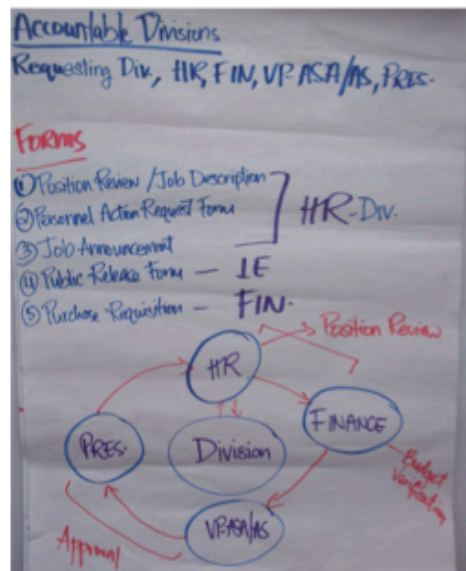 Accountable Divisions
Requesting Div., HR, FIN, VP-ASA/AS, PRES.
FORMS
① Position Review / Job Description
② Personnel Action Request Form
③ Job Announcement
HR-Div.
④ Public Release Form — IE
⑤ Purchase Requisition — FIN.
Position Review
HR
FINANCE
PRES.
Division
Budget
Verification
VP-ASA/AS
Approval